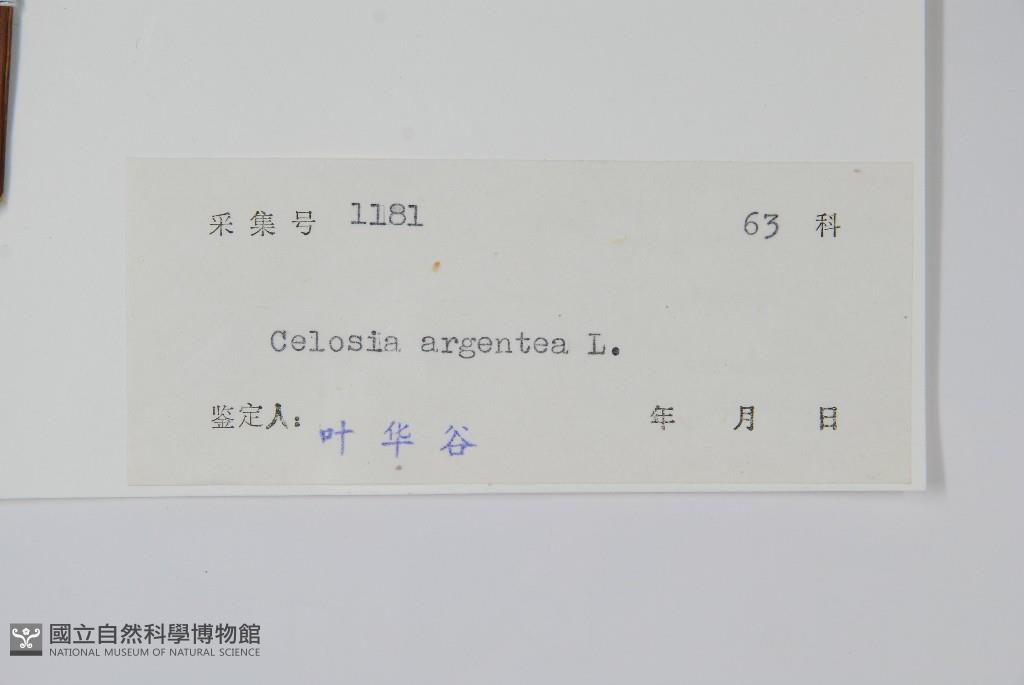 采集号 1181 63 科
Celosia argentea L.
鉴定人: 叶华谷 年 月 日
國立自然科學博物館
NATIONAL MUSEUM OF NATURAL SCIENCE